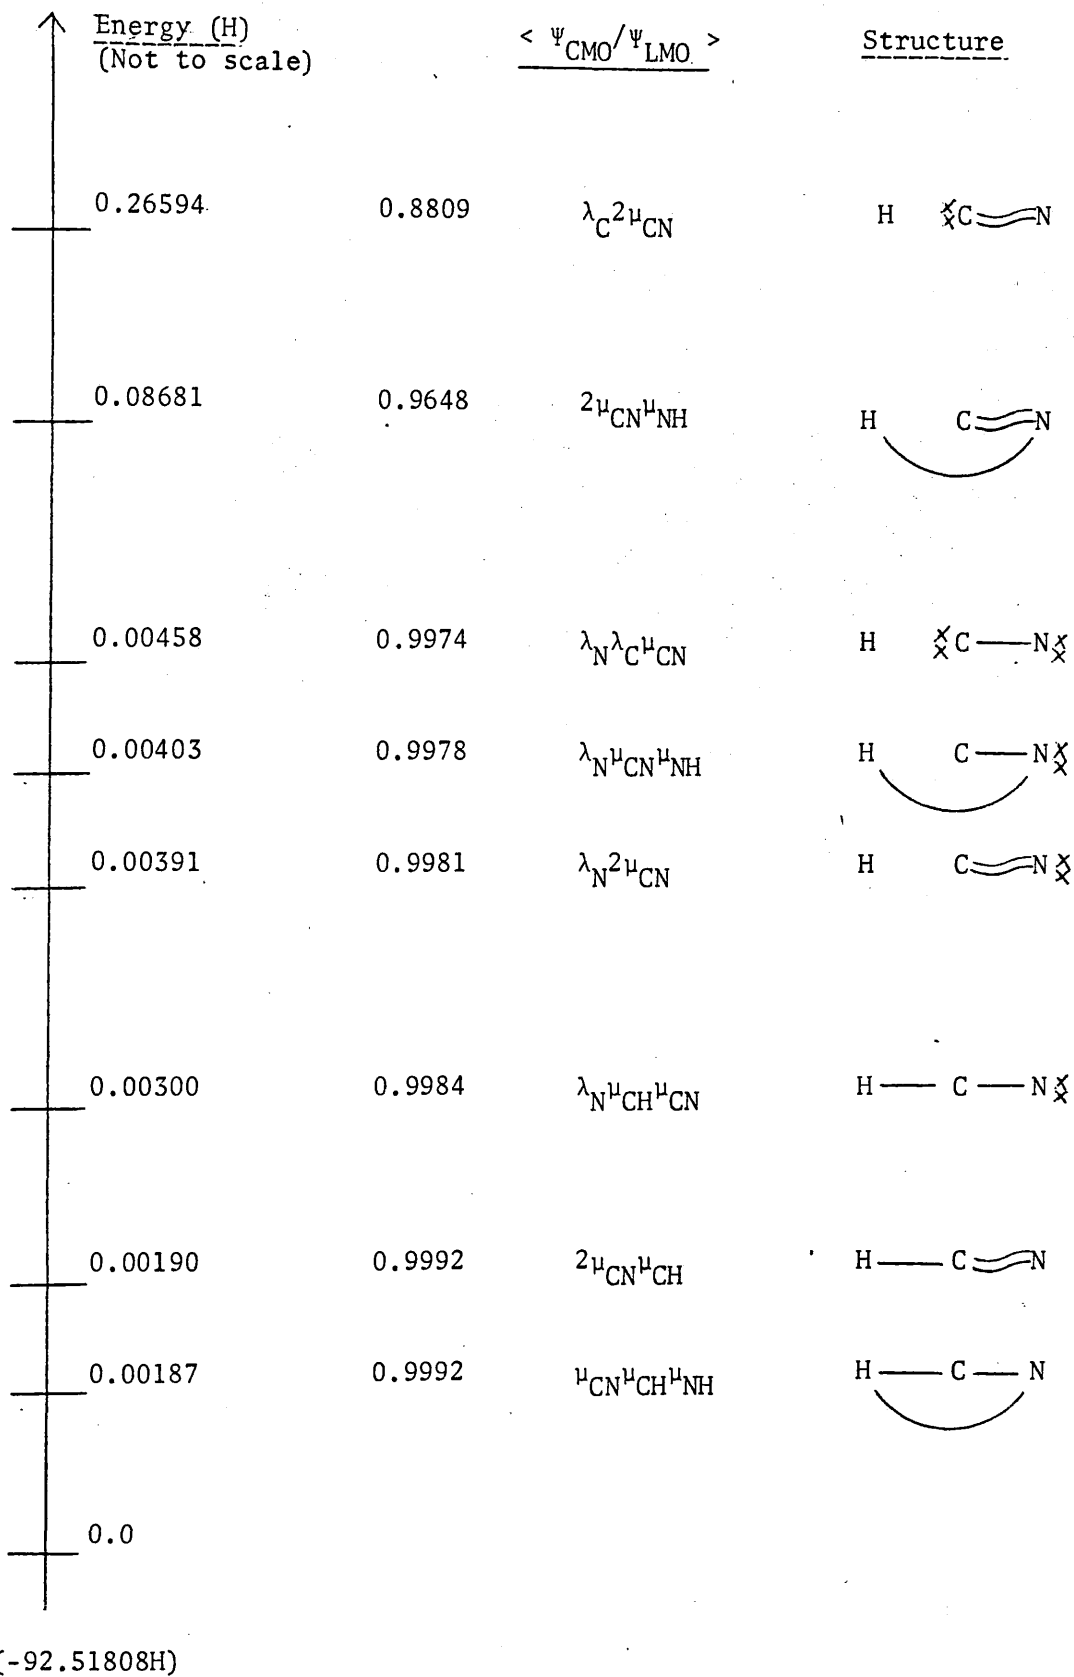 Energy (H) < ΨCMO/ΨLMO > Structure
(Not to scale)
0.26594 0.8809 λC2μCN H C N
0.08681 0.9648 2μCNμNH H C N
0.00458 0.9974 λNλCμCN H C N
0.00403 0.9978 λNμCNμNH H C N
0.00391 0.9981 λN2μCN H C N
0.00300 0.9984 λNμCHμCN H C N
0.00190 0.9992 2μCNμCH H C N
0.00187 0.9992 μCNμCHμNH H C N
0.0
(-92.51808H)